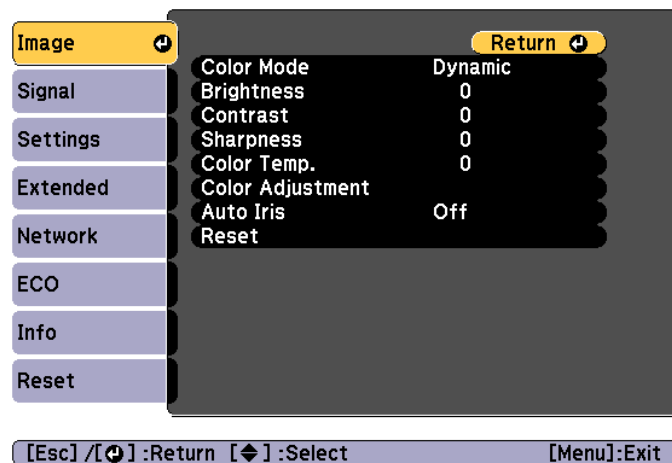 Image
Signal
Settings
Extended
Network
ECO
Info
Reset
Return
Color Mode Dynamic
Brightness 0
Contrast 0
Sharpness 0
Color Temp. 0
Color Adjustment
Auto Iris Off
Reset
[Esc] /[⏎] :Return [◆] :Select [Menu]:Exit